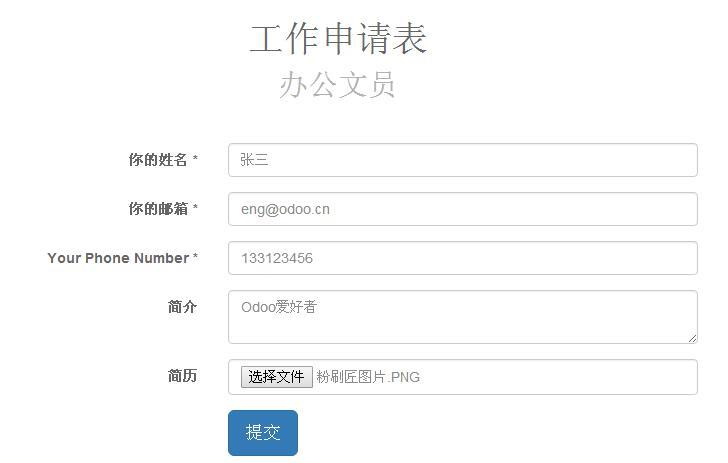 工作申请表
办公文员
你的姓名 * 张三
你的邮箱 * eng@odoo.cn
Your Phone Number * 133123456
简介 Odoo爱好者
简历 选择文件 粉刷匠图片.PNG
提交